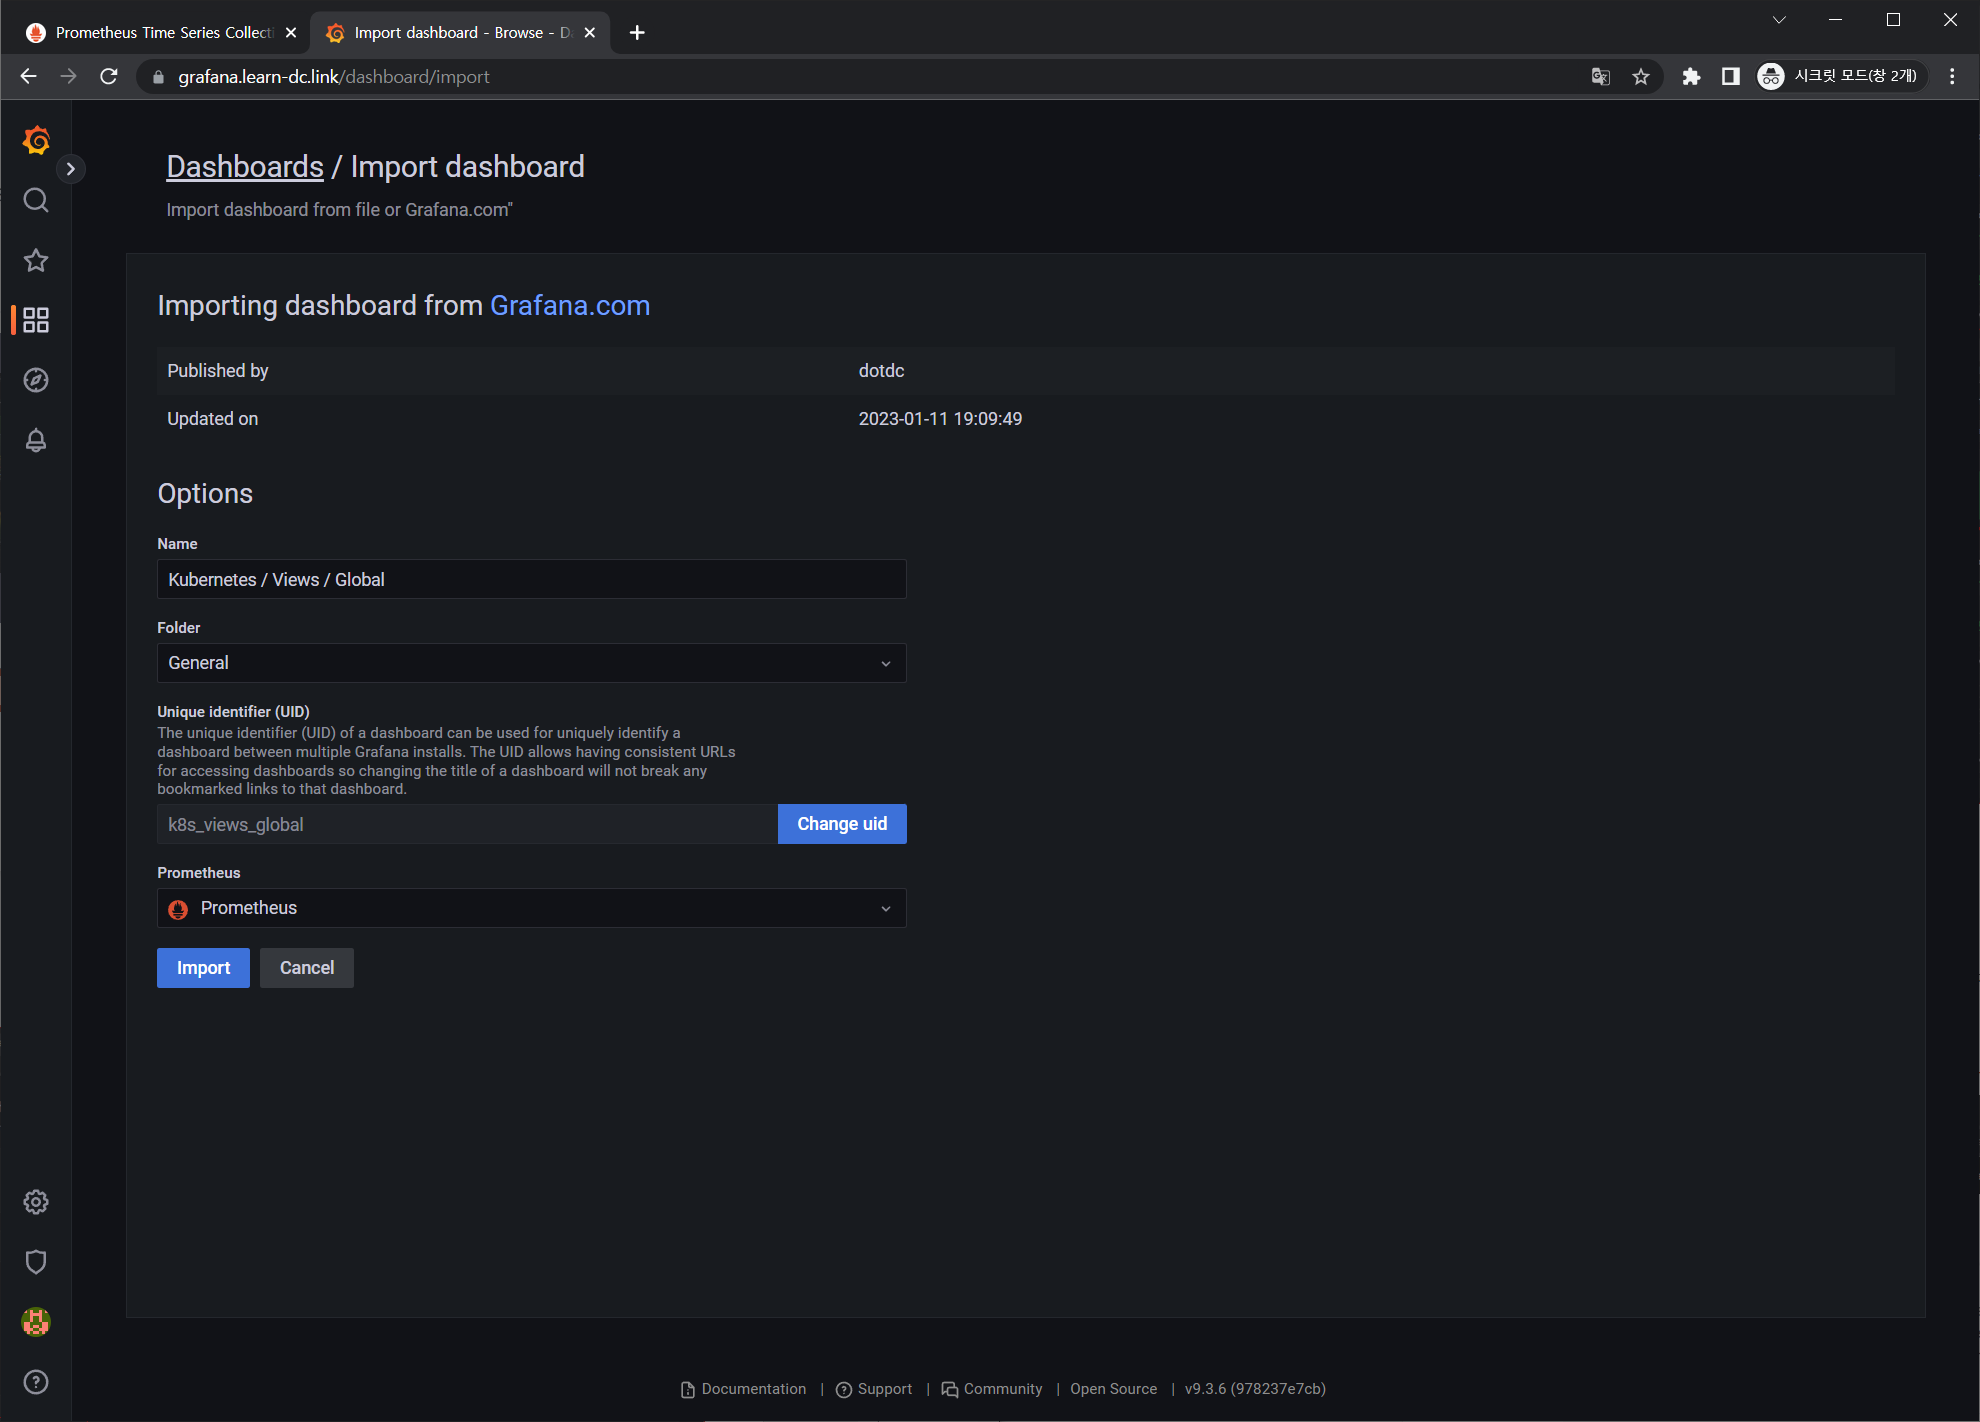 Prometheus Time Series Collecti
Import dashboard - Browse - D
grafana.learn-dc.link/dashboard/import
시크릿 모드(창 2개)
Dashboards / Import dashboard
Import dashboard from file or Grafana.com"
Importing dashboard from Grafana.com
Published by dotdc
Updated on 2023-01-11 19:09:49
Options
Name
Kubernetes / Views / Global
Folder
General
Unique identifier (UID)
The unique identifier (UID) of a dashboard can be used for uniquely identify a
dashboard between multiple Grafana installs. The UID allows having consistent URLs
for accessing dashboards so changing the title of a dashboard will not break any
bookmarked links to that dashboard.
k8s_views_global Change uid
Prometheus
Prometheus
Import Cancel
Documentation | Support | Community | Open Source | v9.3.6 (978237e7cb)